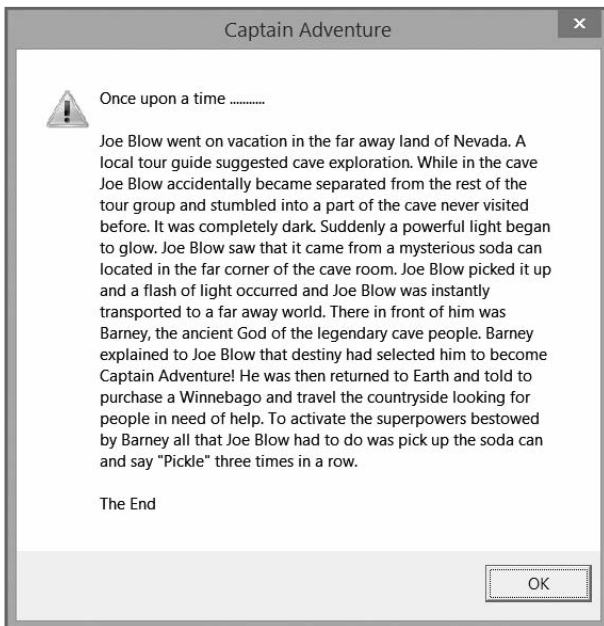 Captain Adventure
×
Once upon a time ...........
Joe Blow went on vacation in the far away land of Nevada. A
local tour guide suggested cave exploration. While in the cave
Joe Blow accidentally became separated from the rest of the
tour group and stumbled into a part of the cave never visited
before. It was completely dark. Suddenly a powerful light began
to glow. Joe Blow saw that it came from a mysterious soda can
located in the far corner of the cave room. Joe Blow picked it up
and a flash of light occurred and Joe Blow was instantly
transported to a far away world. There in front of him was
Barney, the ancient God of the legendary cave people. Barney
explained to Joe Blow that destiny had selected him to become
Captain Adventure! He was then returned to Earth and told to
purchase a Winnebago and travel the countryside looking for
people in need of help. To activate the superpowers bestowed
by Barney all that Joe Blow had to do was pick up the soda can
and say "Pickle" three times in a row.
The End
OK